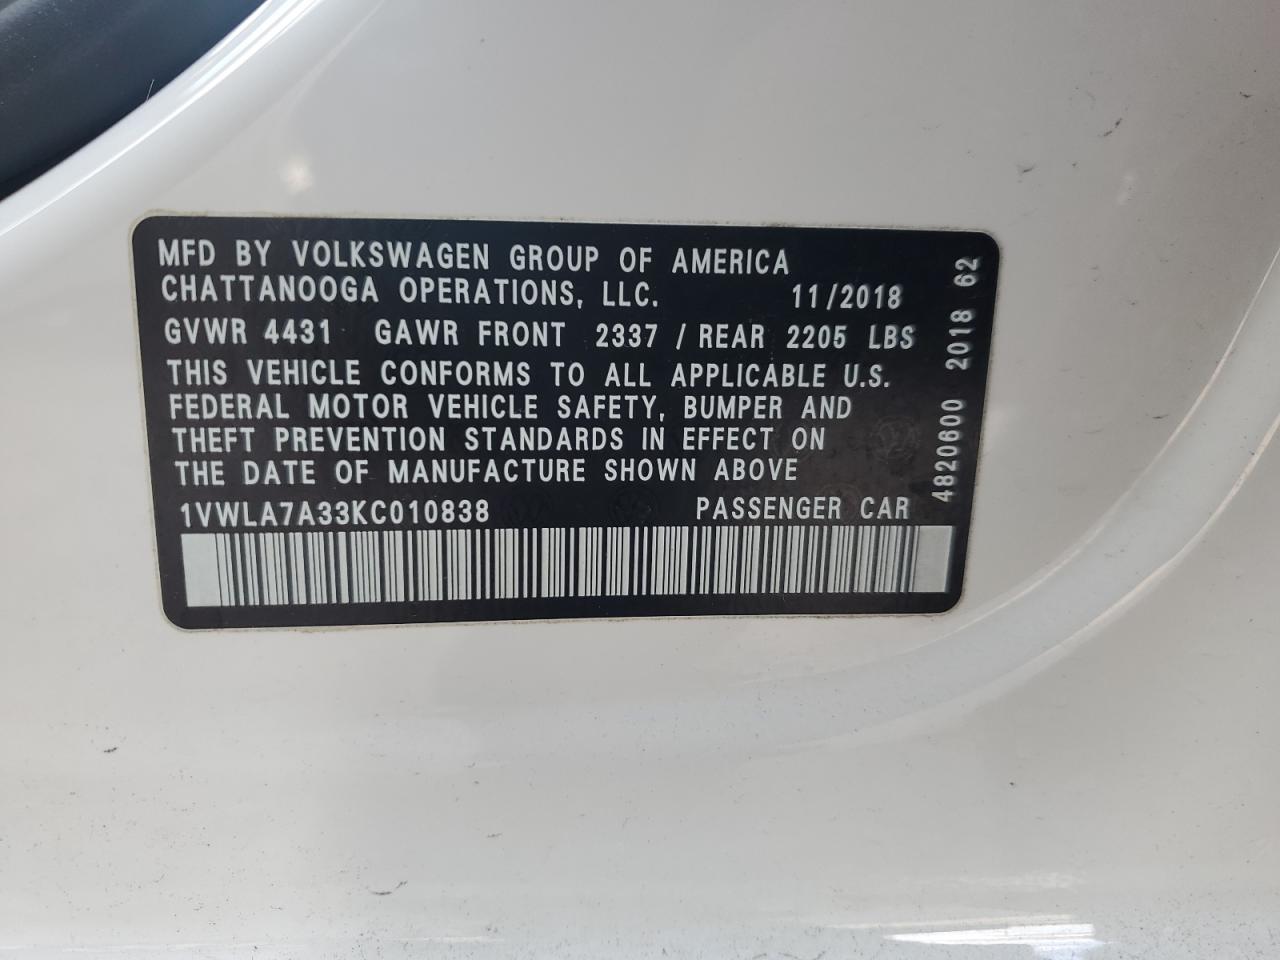 MFD BY VOLKSWAGEN GROUP OF AMERICA
CHATTANOOGA OPERATIONS, LLC. 11/2018
GVWR 4431 GAWR FRONT 2337 / REAR 2205 LBS
THIS VEHICLE CONFORMS TO ALL APPLICABLE U.S.
FEDERAL MOTOR VEHICLE SAFETY, BUMPER AND
THEFT PREVENTION STANDARDS IN EFFECT ON
THE DATE OF MANUFACTURE SHOWN ABOVE
1VWLA7A33KC010838 PASSENGER CAR
4820600 2018 62